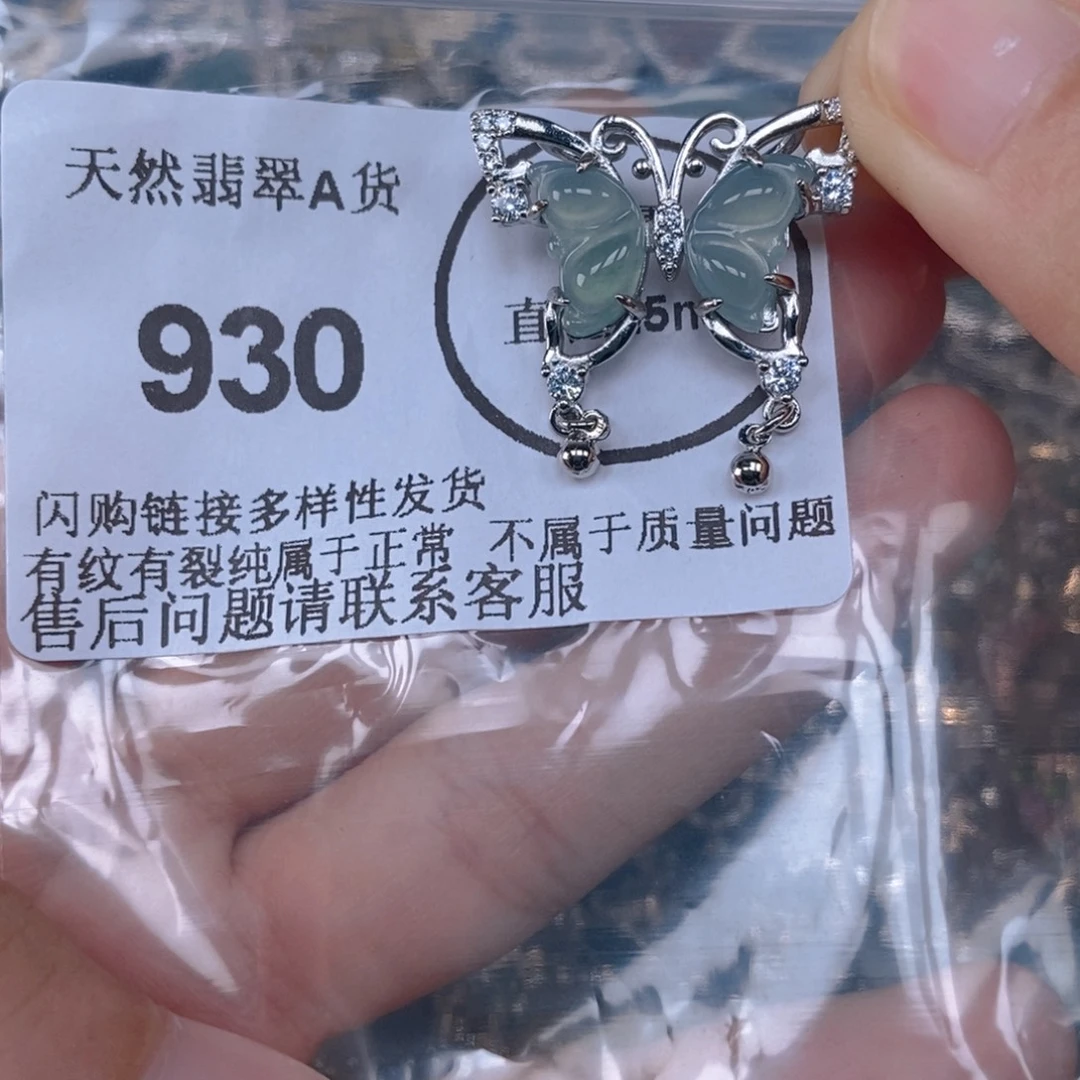 天然翡翠A货
930
直 5m
闪购链接多样性发货
有纹有裂纯属于正常 不属于质量问题
售后问题请联系客服